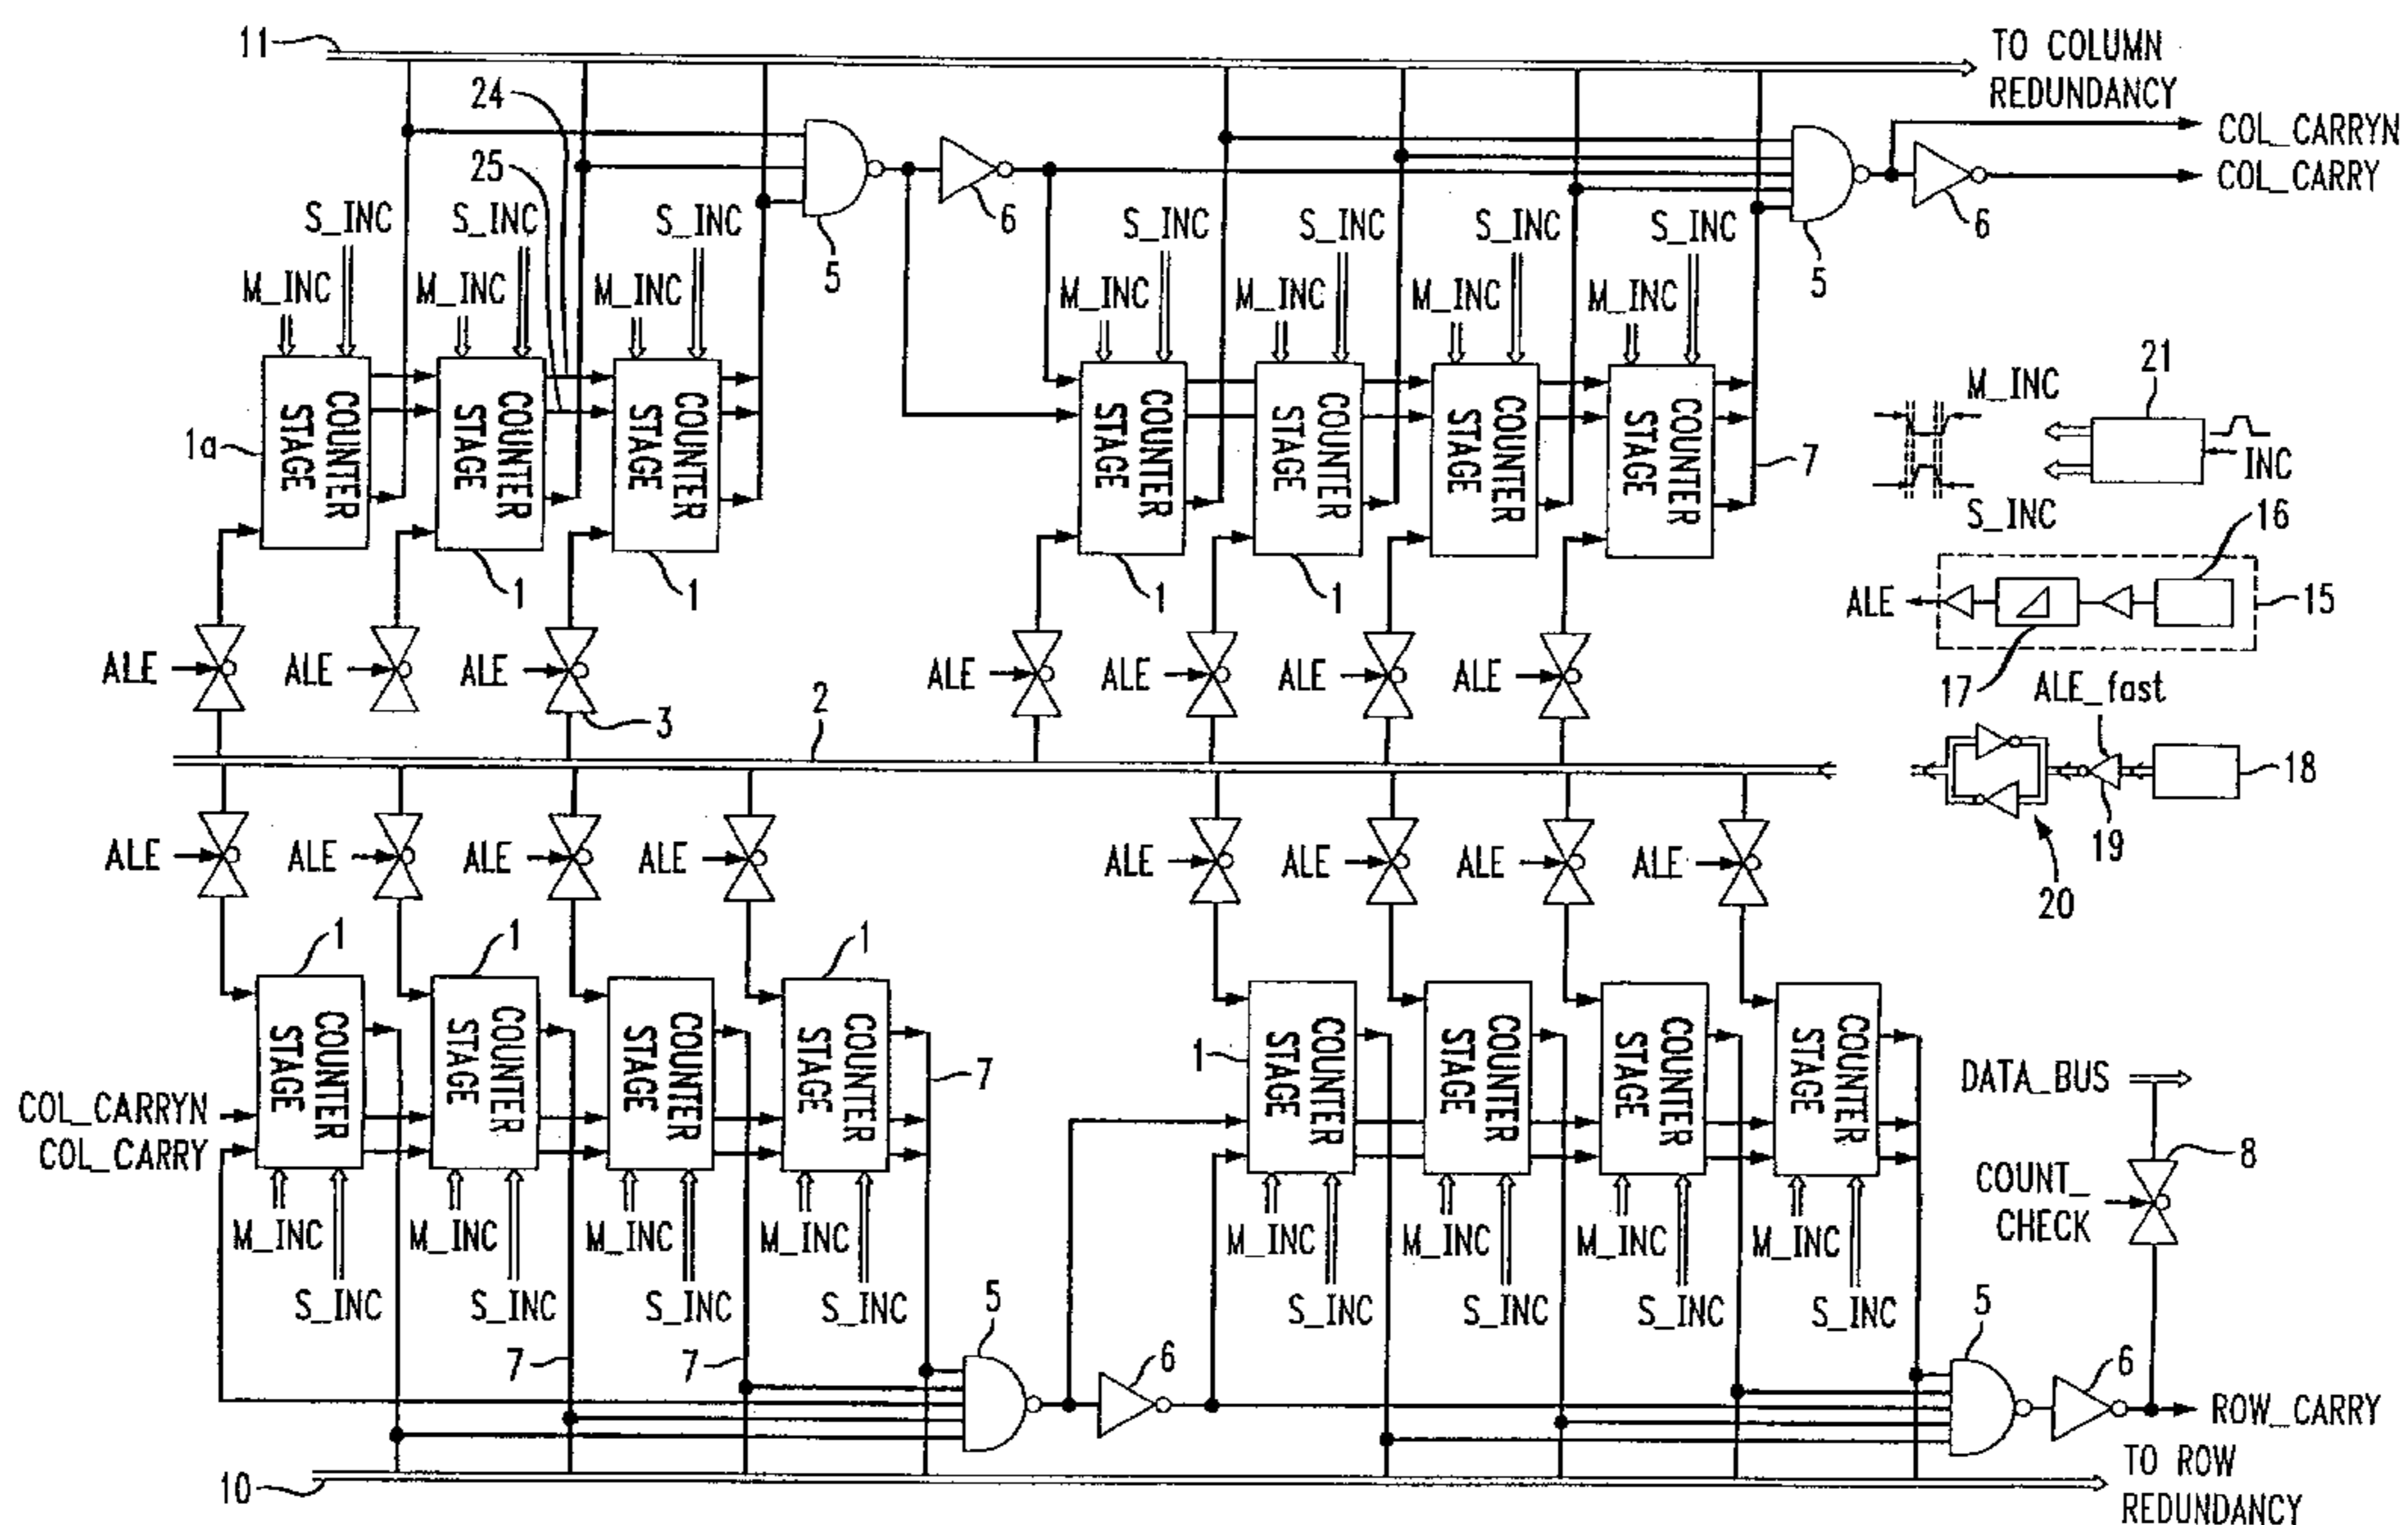 11
TO COLUMN
REDUNDANCY
24
COL_CARRYN
COL_CARRY
25
5
6
5
6
S_INC
S_INC
S_INC
S_INC
S_INC
S_INC
S_INC
M_INC
M_INC
M_INC
M_INC
M_INC
M_INC
M_INC
1a
COUNTER
STAGE
COUNTER
STAGE
COUNTER
STAGE
COUNTER
STAGE
COUNTER
STAGE
COUNTER
STAGE
COUNTER
STAGE
7
1
1
1
1
M_INC
21
INC
S_INC
16
ALE
15
17
ALE
ALE
ALE
ALE
ALE
ALE
ALE
3
2
ALE_fast
18
19
20
ALE
ALE
ALE
ALE
ALE
ALE
ALE
ALE
1
1
1
1
COUNTER
STAGE
COUNTER
STAGE
COUNTER
STAGE
COUNTER
STAGE
COUNTER
STAGE
COUNTER
STAGE
COUNTER
STAGE
COUNTER
STAGE
7
COL_CARRYN
COL_CARRY
DATA_BUS
COUNT_
CHECK
8
M_INC
M_INC
M_INC
M_INC
M_INC
M_INC
M_INC
M_INC
S_INC
S_INC
S_INC
S_INC
S_INC
S_INC
S_INC
S_INC
7
7
5
6
5
6
ROW_CARRY
10
TO ROW
REDUNDANCY